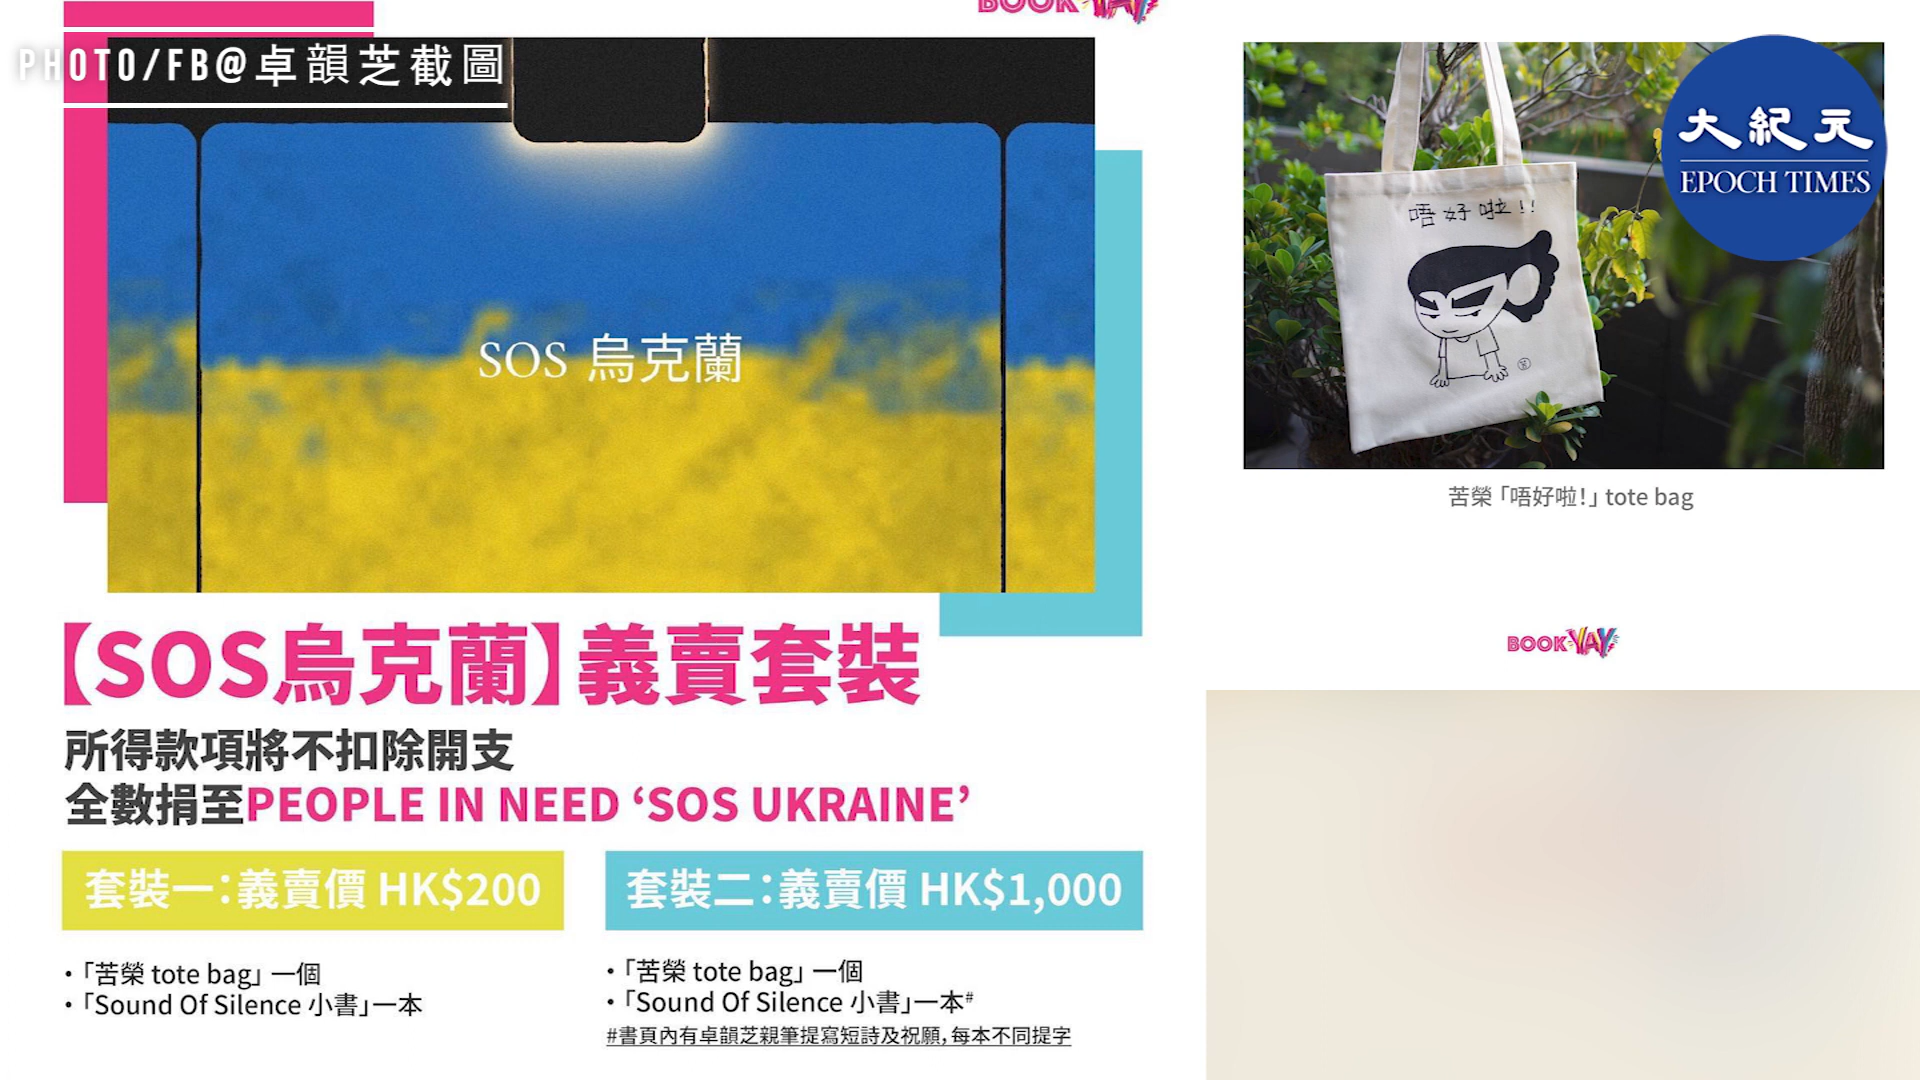 BOOK YAY
PHOTO/FB@卓韻芝截圖
SOS 烏克蘭
【SOS烏克蘭】義賣套裝
所得款項將不扣除開支
全數捐至PEOPLE IN NEED ‘SOS UKRAINE’
套裝一：義賣價 HK$200
•「苦榮 tote bag」一個
•「Sound Of Silence 小書」一本
套裝二：義賣價 HK$1,000
•「苦榮 tote bag」一個
•「Sound Of Silence 小書」一本#
#書頁內有卓韻芝親筆提寫短詩及祝願，每本不同提字
大紀元
EPOCH TIMES
唔好啦!!
苦榮「唔好啦！」tote bag
BOOK YAY